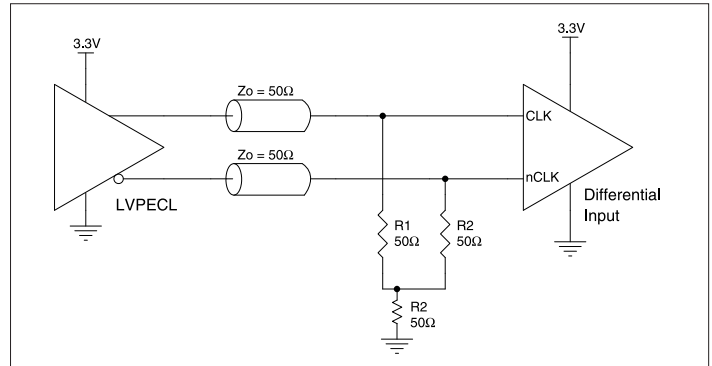 3.3V
3.3V
Zo = 50Ω
CLK
Zo = 50Ω
nCLK
LVPECL
Differential
Input
R1
50Ω
R2
50Ω
R2
50Ω